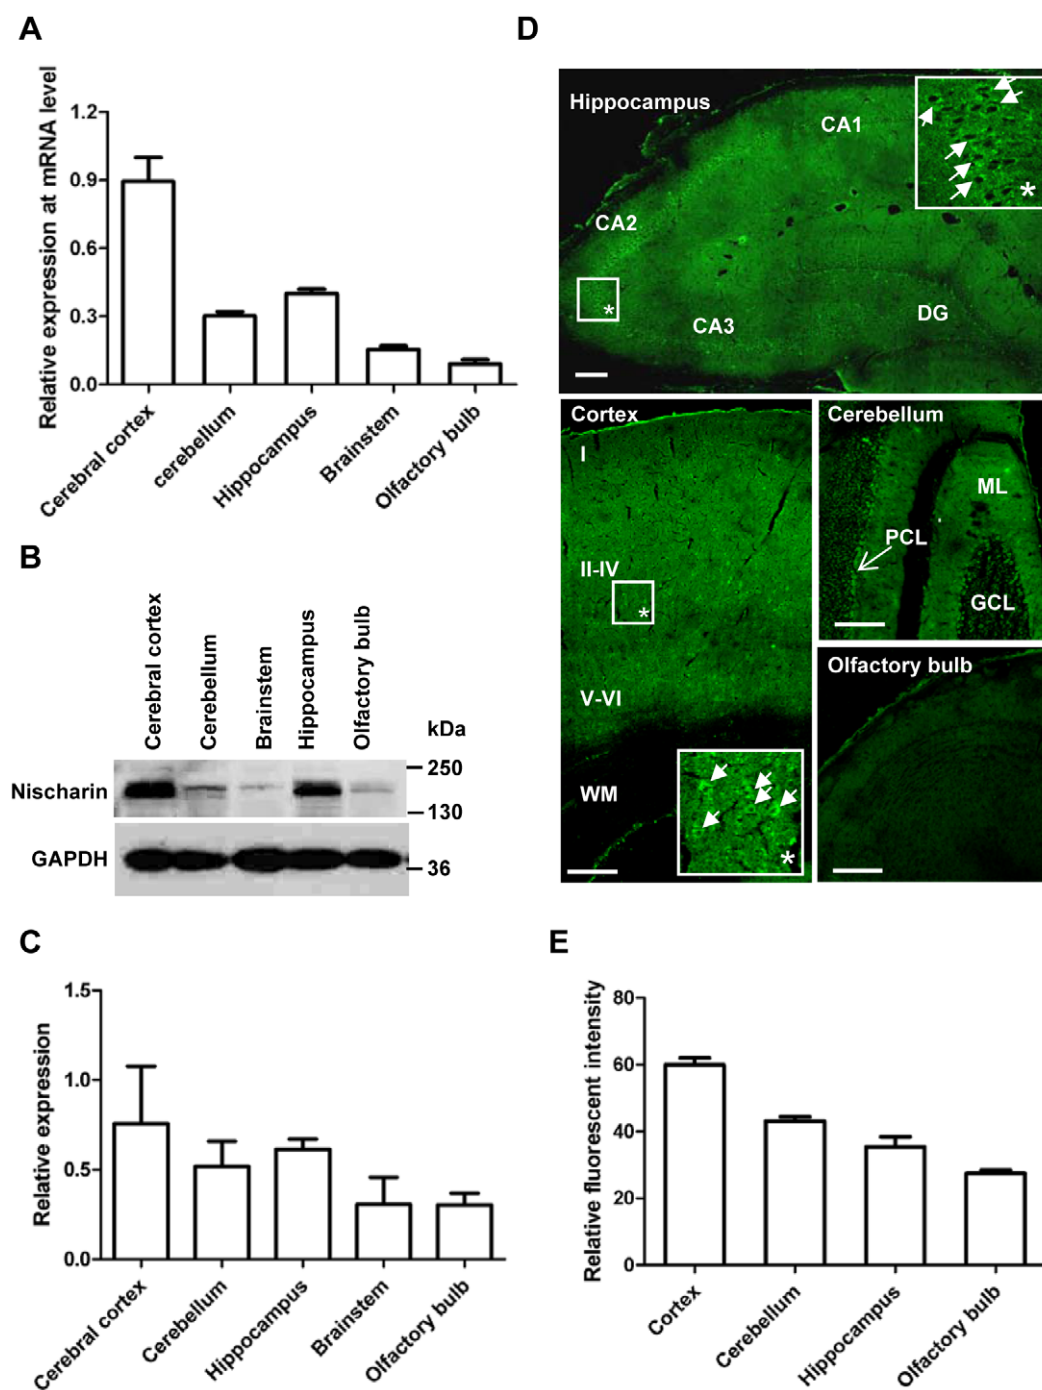 A
Relative expression at mRNA level
1.2
0.9
0.6
0.3
0.0
Cerebral cortex
cerebellum
Hippocampus
Brainstem
Olfactory bulb
B
Cerebral cortex
Cerebellum
Brainstem
Hippocampus
Olfactory bulb
kDa
250
Nischarin
130
GAPDH
36
C
Relative expression
1.5
1.0
0.5
0.0
Cerebral cortex
Cerebellum
Hippocampus
Brainstem
Olfactory bulb
D
Hippocampus
CA1
*
CA2
*
CA3
DG
Cortex
I
II-IV
*
V-VI
WM
*
Cerebellum
ML
PCL
GCL
Olfactory bulb
E
Relative fluorescent intensity
80
60
40
20
0
Cortex
Cerebellum
Hippocampus
Olfactory bulb